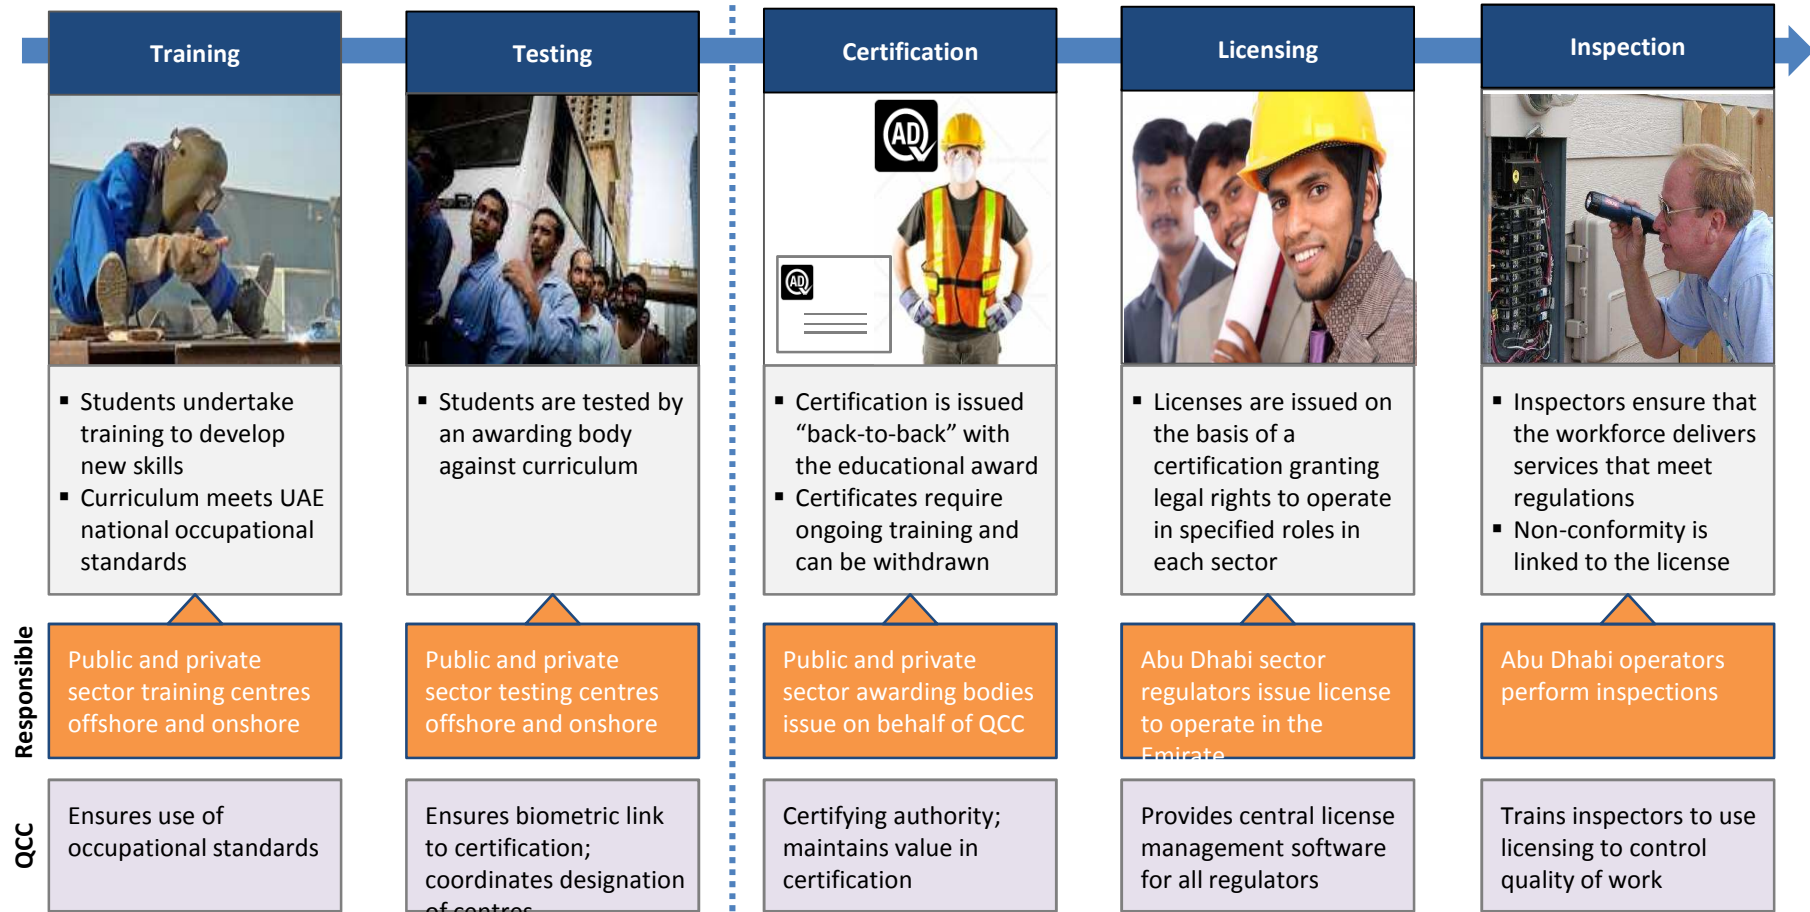 Training
Testing
Certification
Licensing
Inspection
AD
AD
▪ Students undertake
training to develop
new skills
▪ Curriculum meets UAE
national occupational
standards
▪ Students are tested by
an awarding body
against curriculum
▪ Certification is issued
“back-to-back” with
the educational award
▪ Certificates require
ongoing training and
can be withdrawn
▪ Licenses are issued on
the basis of a
certification granting
legal rights to operate
in specified roles in
each sector
▪ Inspectors ensure that
the workforce delivers
services that meet
regulations
▪ Non-conformity is
linked to the license
Responsible
Public and private
sector training centres
offshore and onshore
Public and private
sector testing centres
offshore and onshore
Public and private
sector awarding bodies
issue on behalf of QCC
Abu Dhabi sector
regulators issue license
to operate in the
Emirate
Abu Dhabi operators
perform inspections
QCC
Ensures use of
occupational standards
Ensures biometric link
to certification;
coordinates designation
of centres
Certifying authority;
maintains value in
certification
Provides central license
management software
for all regulators
Trains inspectors to use
licensing to control
quality of work